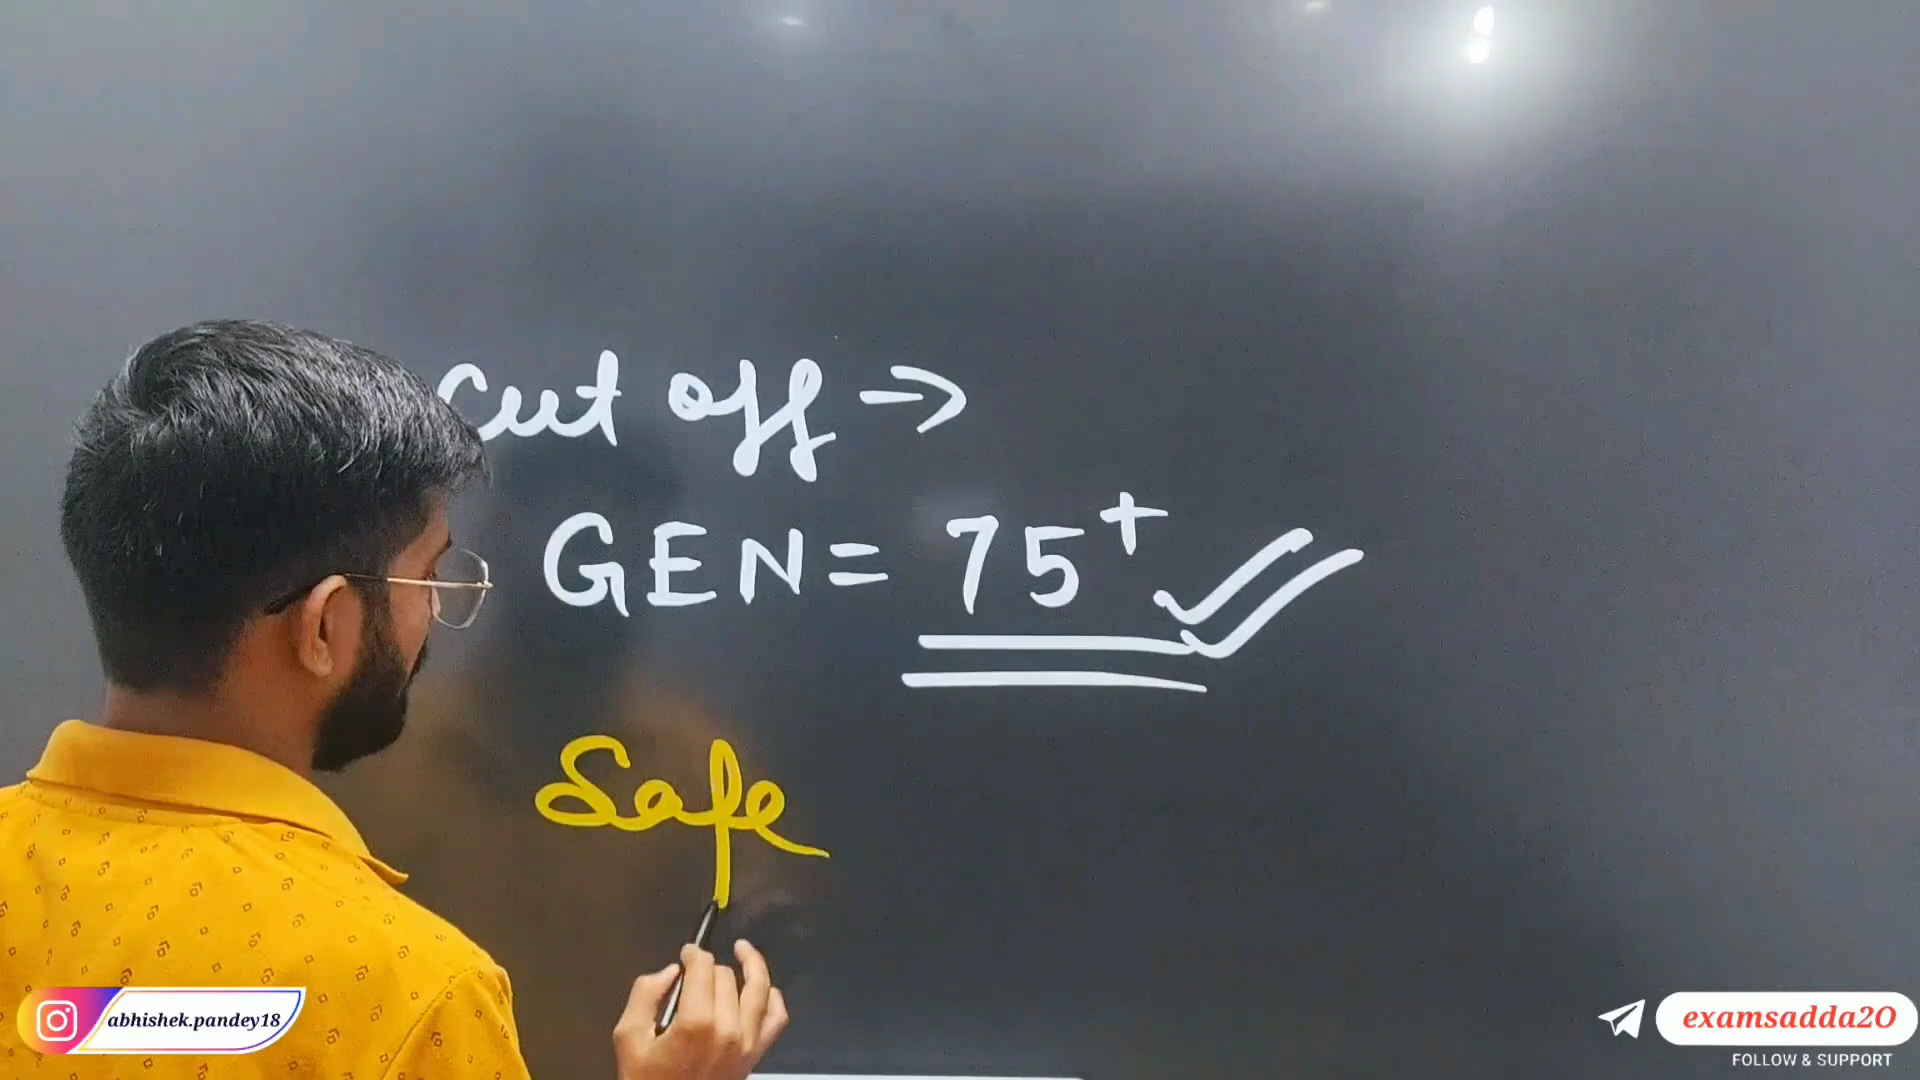 cut off →
GEN = 75+
Safe
abhishek.pandey18
examsadda20
FOLLOW & SUPPORT